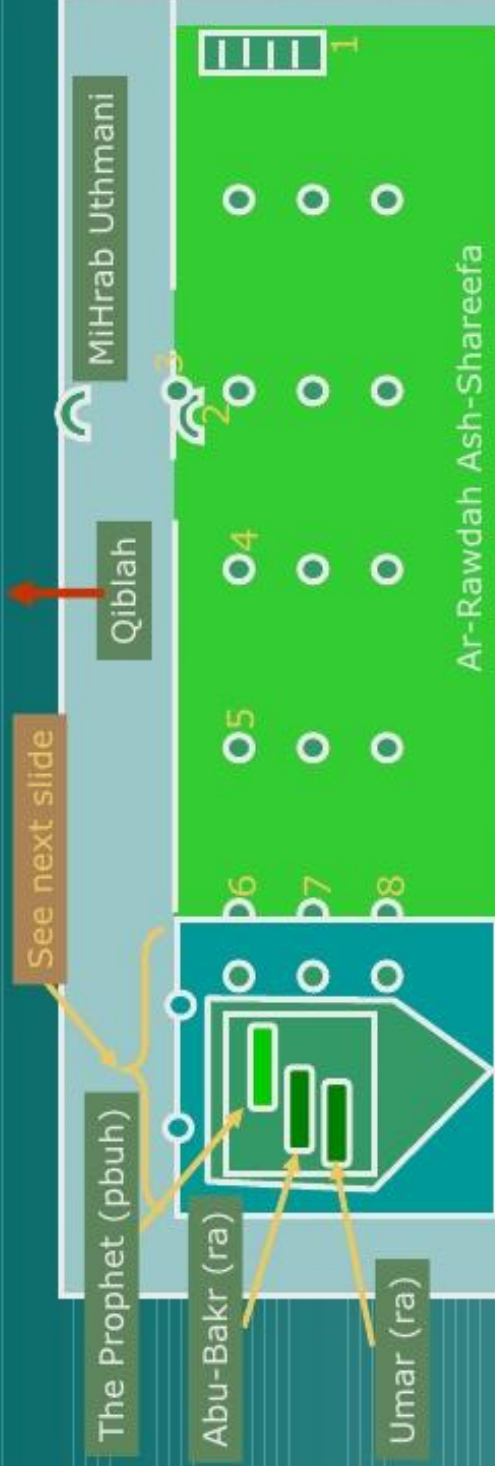 See next slide
The Prophet (pbuh)
Qiblah
MiHrab Uthmani
3
Abu-Bakr (ra)
2
6
5
4
7
1
Umar (ra)
8
Ar-Rawdah Ash-Shareefa